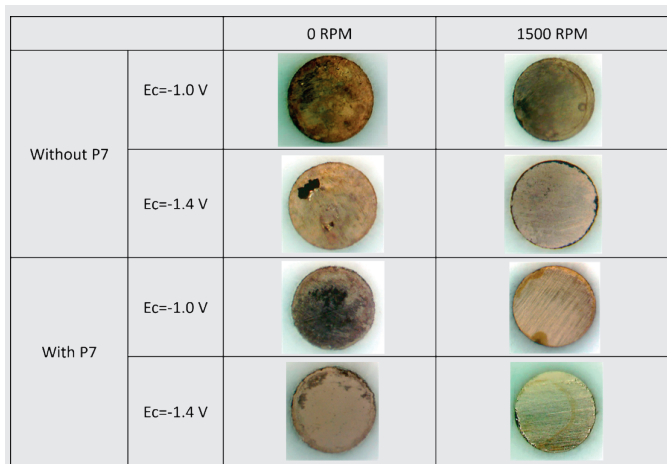 0 RPM
1500 RPM
Without P7
Ec=-1.0 V
Ec=-1.4 V
With P7
Ec=-1.0 V
Ec=-1.4 V